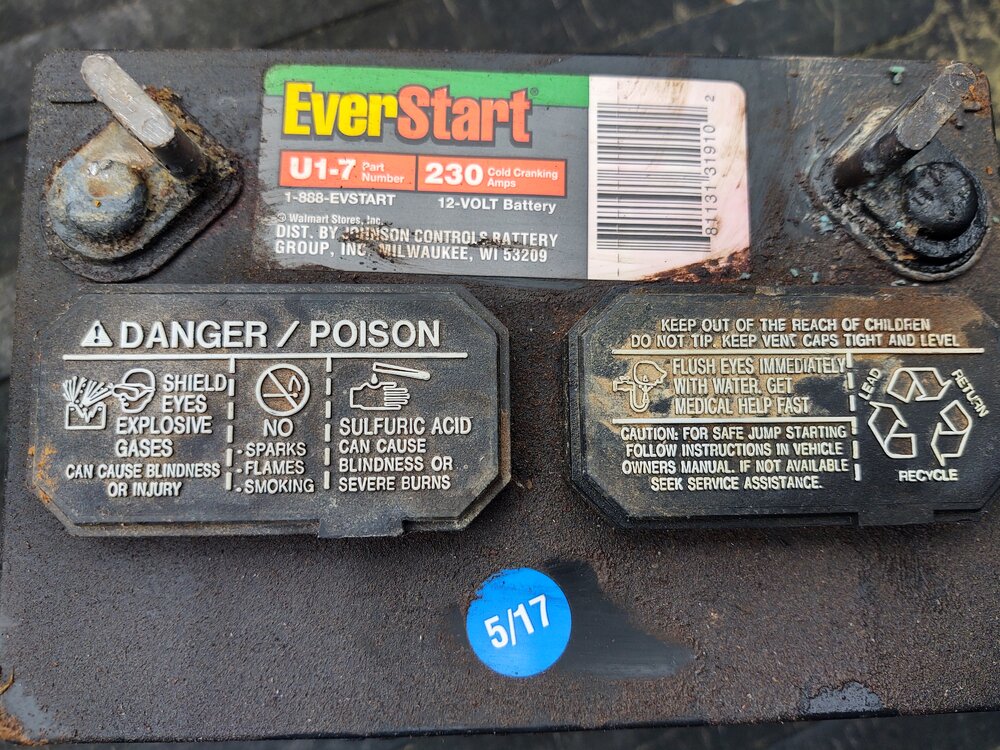 EverStart®
U1-7 Part Number 230 Cold Cranking Amps
1-888-EVSTART 12-VOLT Battery
© Walmart Stores, Inc.
DIST. BY JOHNSON CONTROLS BATTERY
GROUP, INC. MILWAUKEE, WI 53209
81131 31910 2
DANGER / POISON
SHIELD
EYES
EXPLOSIVE
GASES
CAN CAUSE BLINDNESS
OR INJURY
NO
·SPARKS
·FLAMES
·SMOKING
SULFURIC ACID
CAN CAUSE
BLINDNESS OR
SEVERE BURNS
KEEP OUT OF THE REACH OF CHILDREN
DO NOT TIP. KEEP VENT CAPS TIGHT AND LEVEL
FLUSH EYES IMMEDIATELY
WITH WATER. GET
MEDICAL HELP FAST
CAUTION: FOR SAFE JUMP STARTING
FOLLOW INSTRUCTIONS IN VEHICLE
OWNERS MANUAL. IF NOT AVAILABLE
SEEK SERVICE ASSISTANCE.
LEAD
RETURN
RECYCLE
5/17